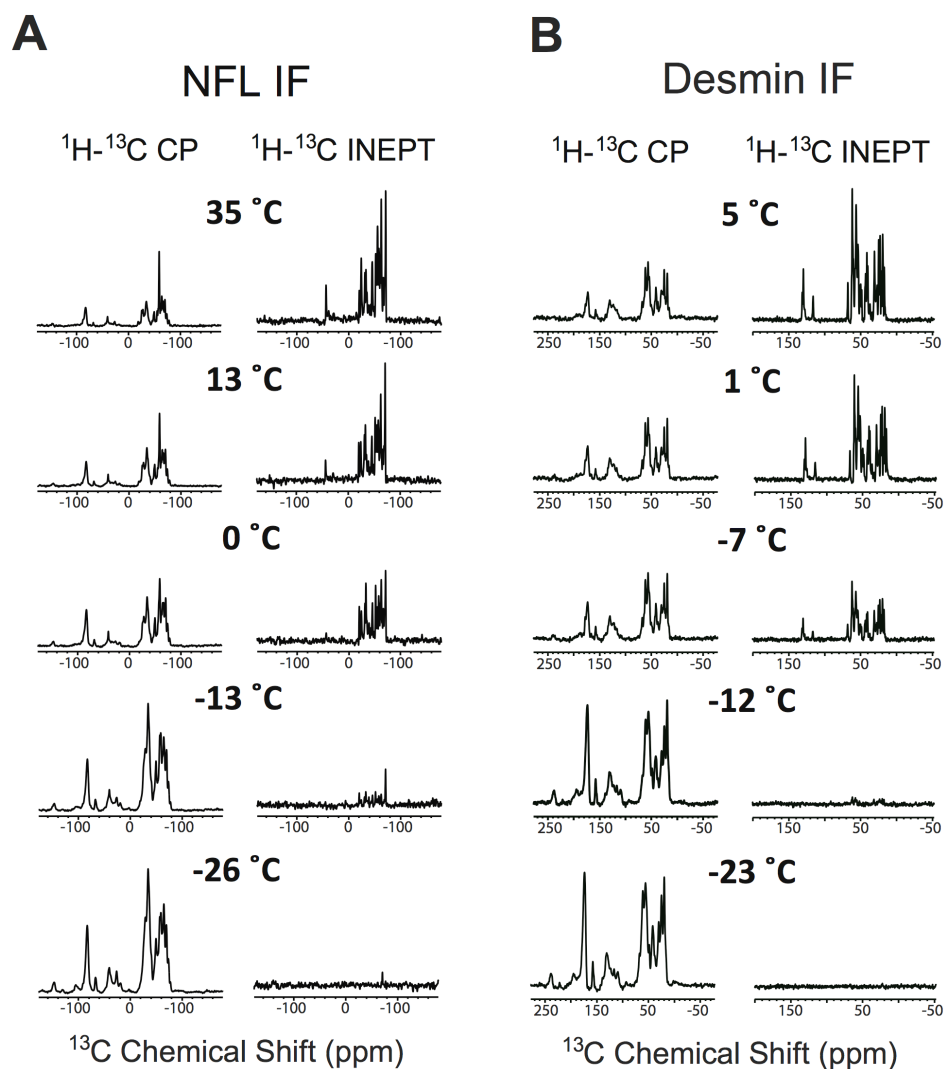 A B
NFL IF Desmin IF
¹H-¹³C CP ¹H-¹³C INEPT ¹H-¹³C CP ¹H-¹³C INEPT
35 °C 5 °C
-100 0 -100 -100 0 -100 250 150 50 -50 150 50 -50
13 °C 1 °C
-100 0 -100 -100 0 -100 250 150 50 -50 150 50 -50
0 °C -7 °C
-100 0 -100 -100 0 -100 250 150 50 -50 150 50 -50
-13 °C -12 °C
-100 0 -100 -100 0 -100 250 150 50 -50 150 50 -50
-26 °C -23 °C
-100 0 -100 -100 0 -100 250 150 50 -50 150 50 -50
¹³C Chemical Shift (ppm) ¹³C Chemical Shift (ppm)